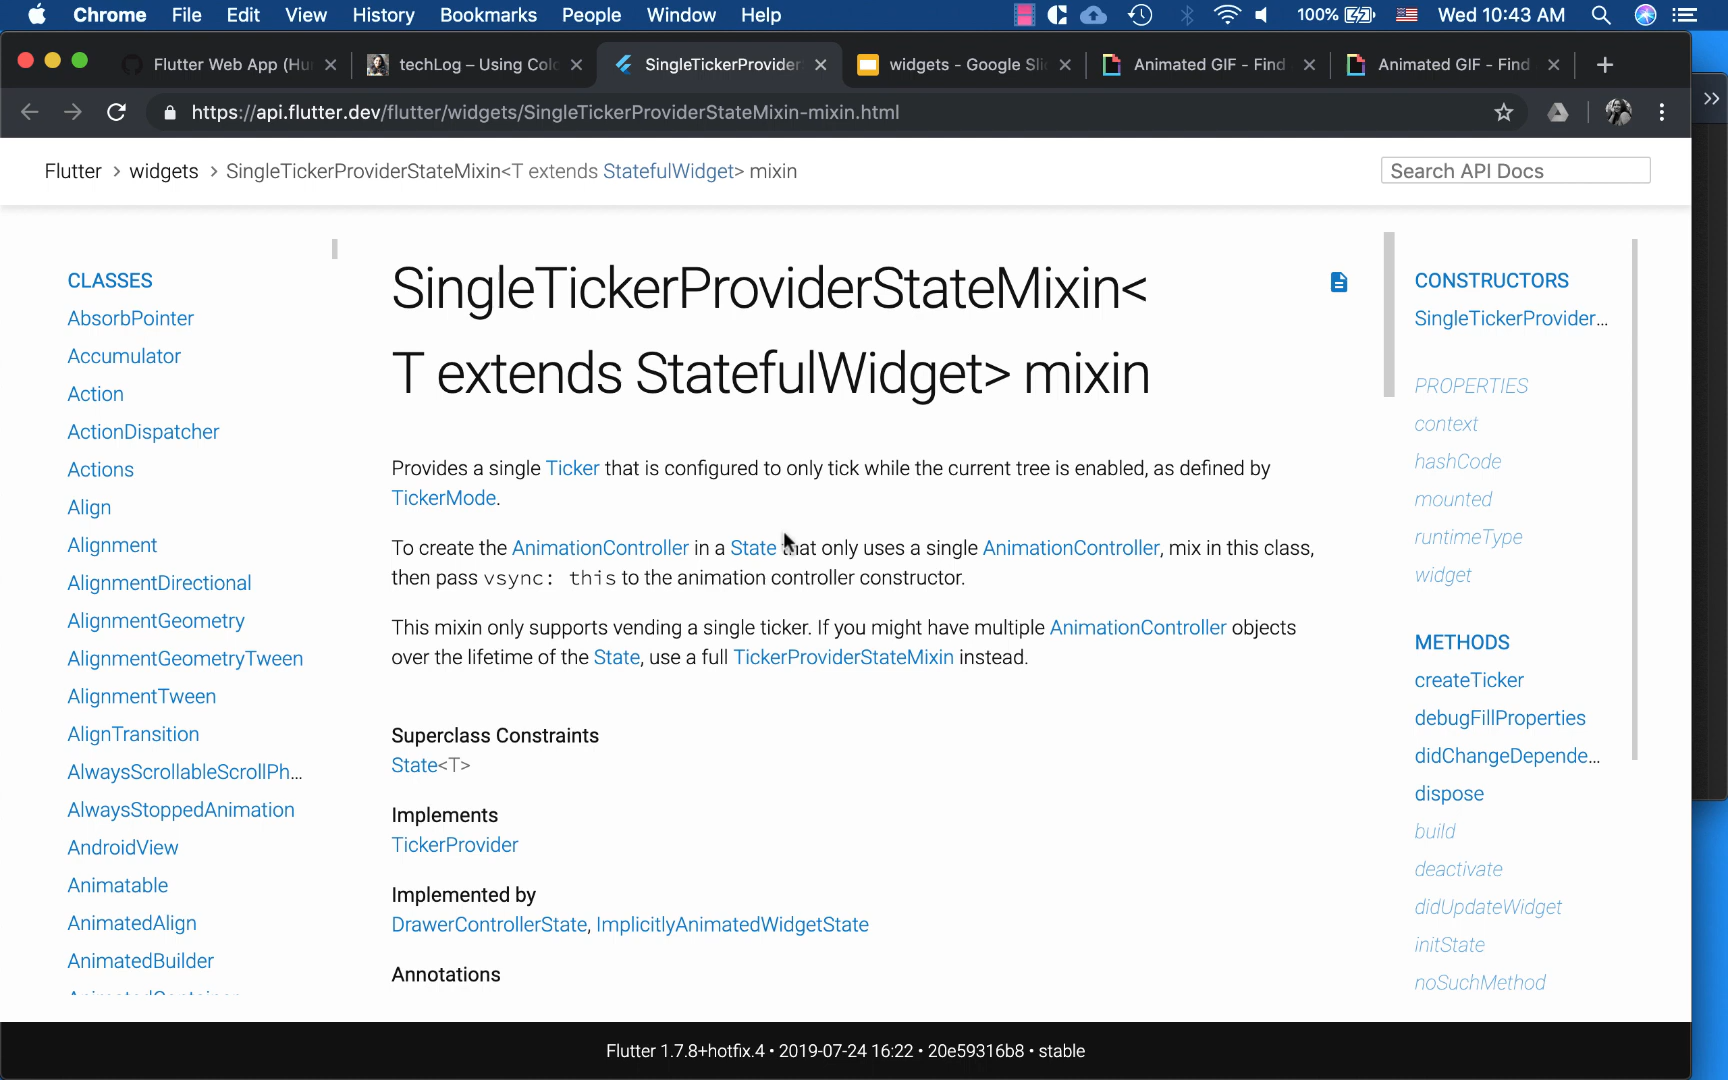 Chrome File Edit View History Bookmarks People Window Help 100% Wed 10:43 AM
Flutter Web App (Hu techLog – Using Colo SingleTickerProvider widgets - Google Sli Animated GIF - Find Animated GIF - Find
https://api.flutter.dev/flutter/widgets/SingleTickerProviderStateMixin-mixin.html
Flutter > widgets > SingleTickerProviderStateMixin<T extends StatefulWidget> mixin
Search API Docs
CLASSES
AbsorbPointer
Accumulator
Action
ActionDispatcher
Actions
Align
Alignment
AlignmentDirectional
AlignmentGeometry
AlignmentGeometryTween
AlignmentTween
AlignTransition
AlwaysScrollableScrollPh...
AlwaysStoppedAnimation
AndroidView
Animatable
AnimatedAlign
AnimatedBuilder
SingleTickerProviderStateMixin<
T extends StatefulWidget> mixin
Provides a single Ticker that is configured to only tick while the current tree is enabled, as defined by
TickerMode.
To create the AnimationController in a State that only uses a single AnimationController, mix in this class,
then pass vsync: this to the animation controller constructor.
This mixin only supports vending a single ticker. If you might have multiple AnimationController objects
over the lifetime of the State, use a full TickerProviderStateMixin instead.
Superclass Constraints
State<T>
Implements
TickerProvider
Implemented by
DrawerControllerState, ImplicitlyAnimatedWidgetState
Annotations
CONSTRUCTORS
SingleTickerProvider...
PROPERTIES
context
hashCode
mounted
runtimeType
widget
METHODS
createTicker
debugFillProperties
didChangeDepende...
dispose
build
deactivate
didUpdateWidget
initState
noSuchMethod
Flutter 1.7.8+hotfix.4 • 2019-07-24 16:22 • 20e59316b8 • stable